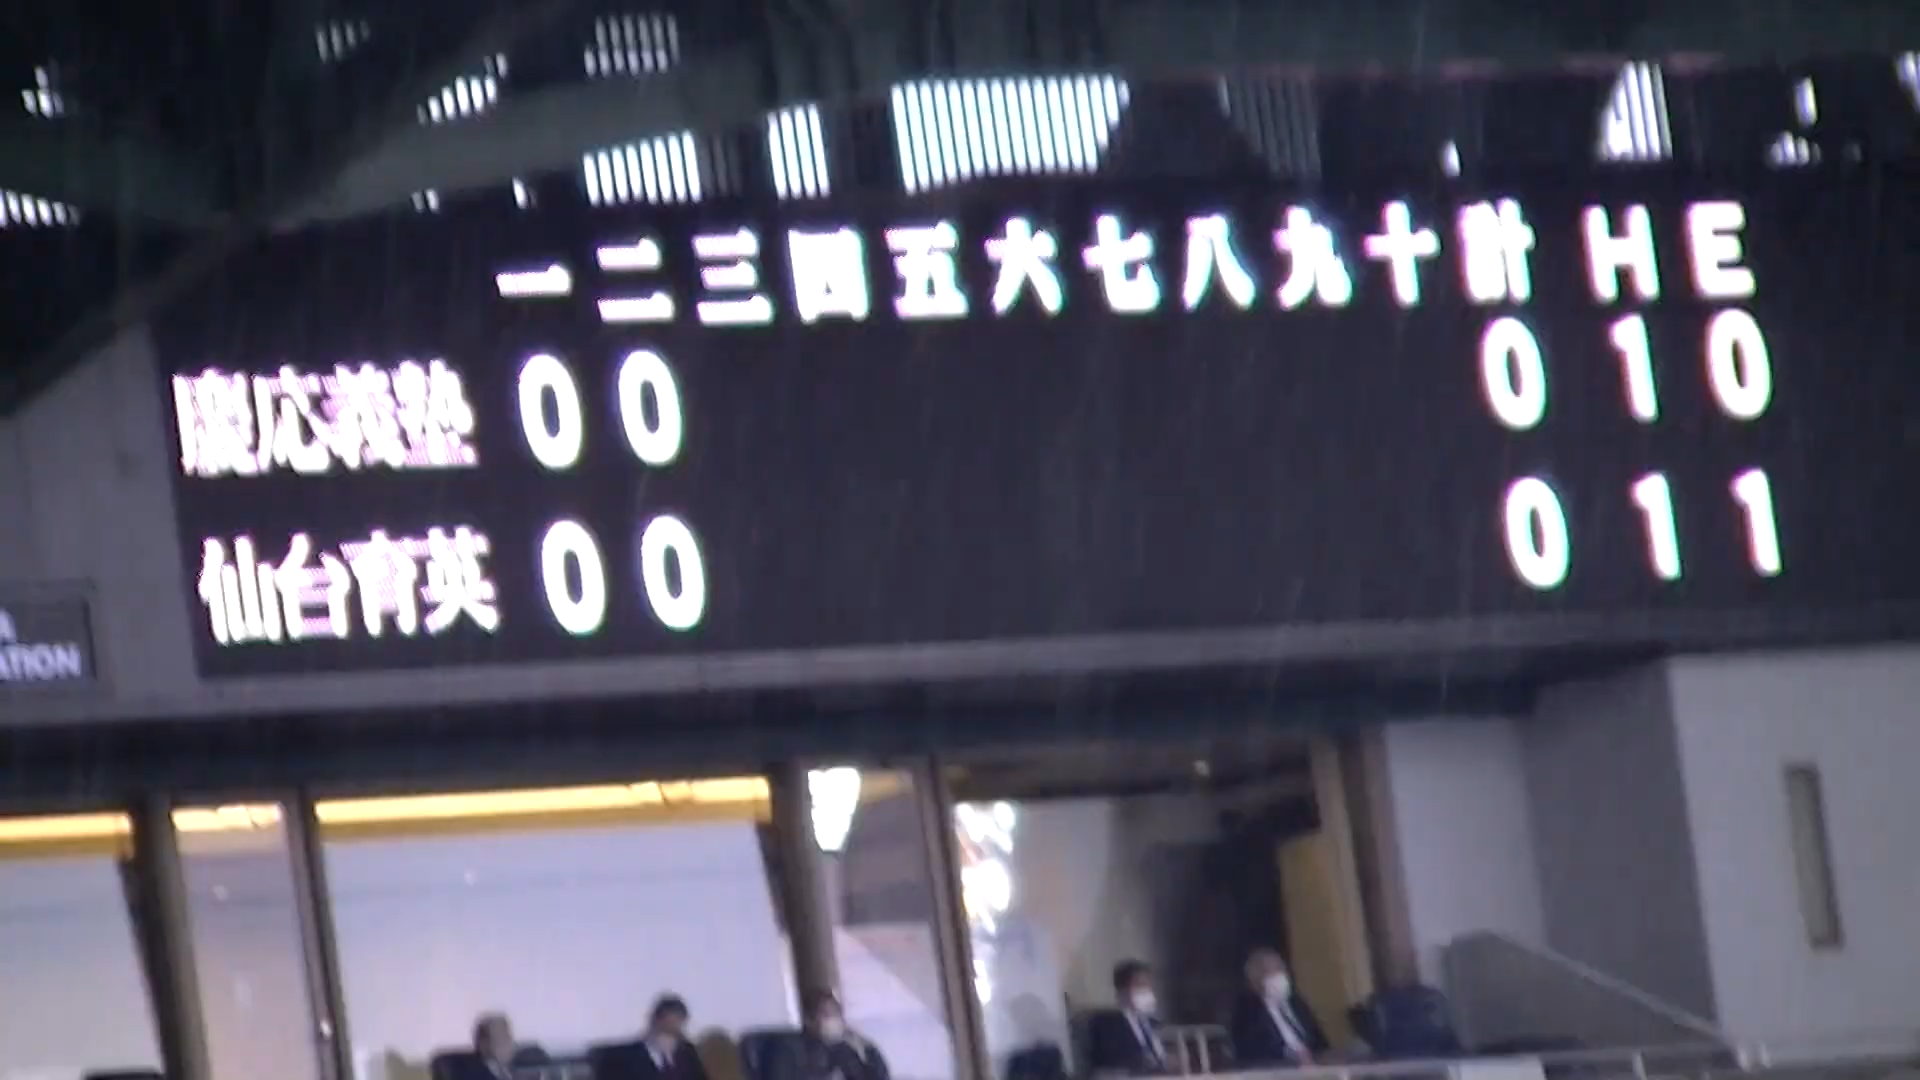 一 二 三 四 五 六 七 八 九 十 計 H E
慶応義塾 0 0 0 1 0
仙台育英 0 0 0 1 1
ATION